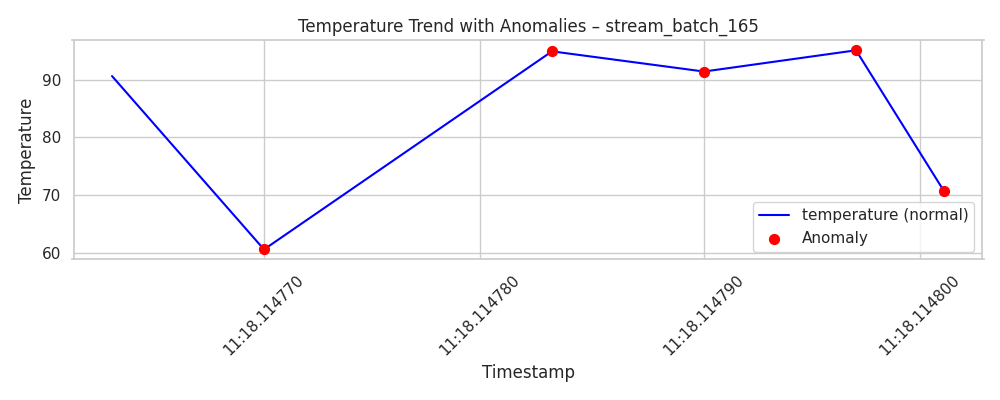 Temperature Trend with Anomalies – stream_batch_165
Temperature
90
80
70
60
temperature (normal)
Anomaly
11:18.114770
11:18.114780
11:18.114790
11:18.114800
Timestamp